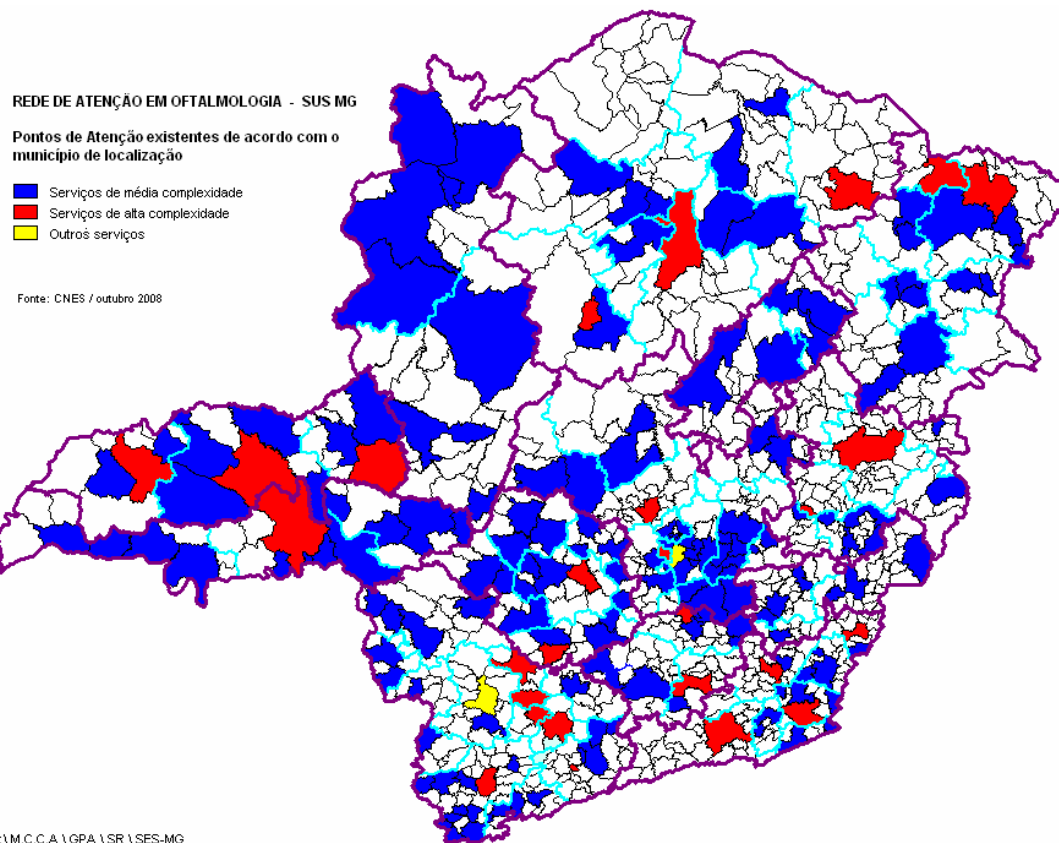 REDE DE ATENÇÃO EM OFTALMOLOGIA - SUS MG
Pontos de Atenção existentes de acordo com o
município de localização
Serviços de média complexidade
Serviços de alta complexidade
Outros serviços
Fonte: CNES / outubro 2008
\M.C.C.A \ GPA \ SR \ SES-MG